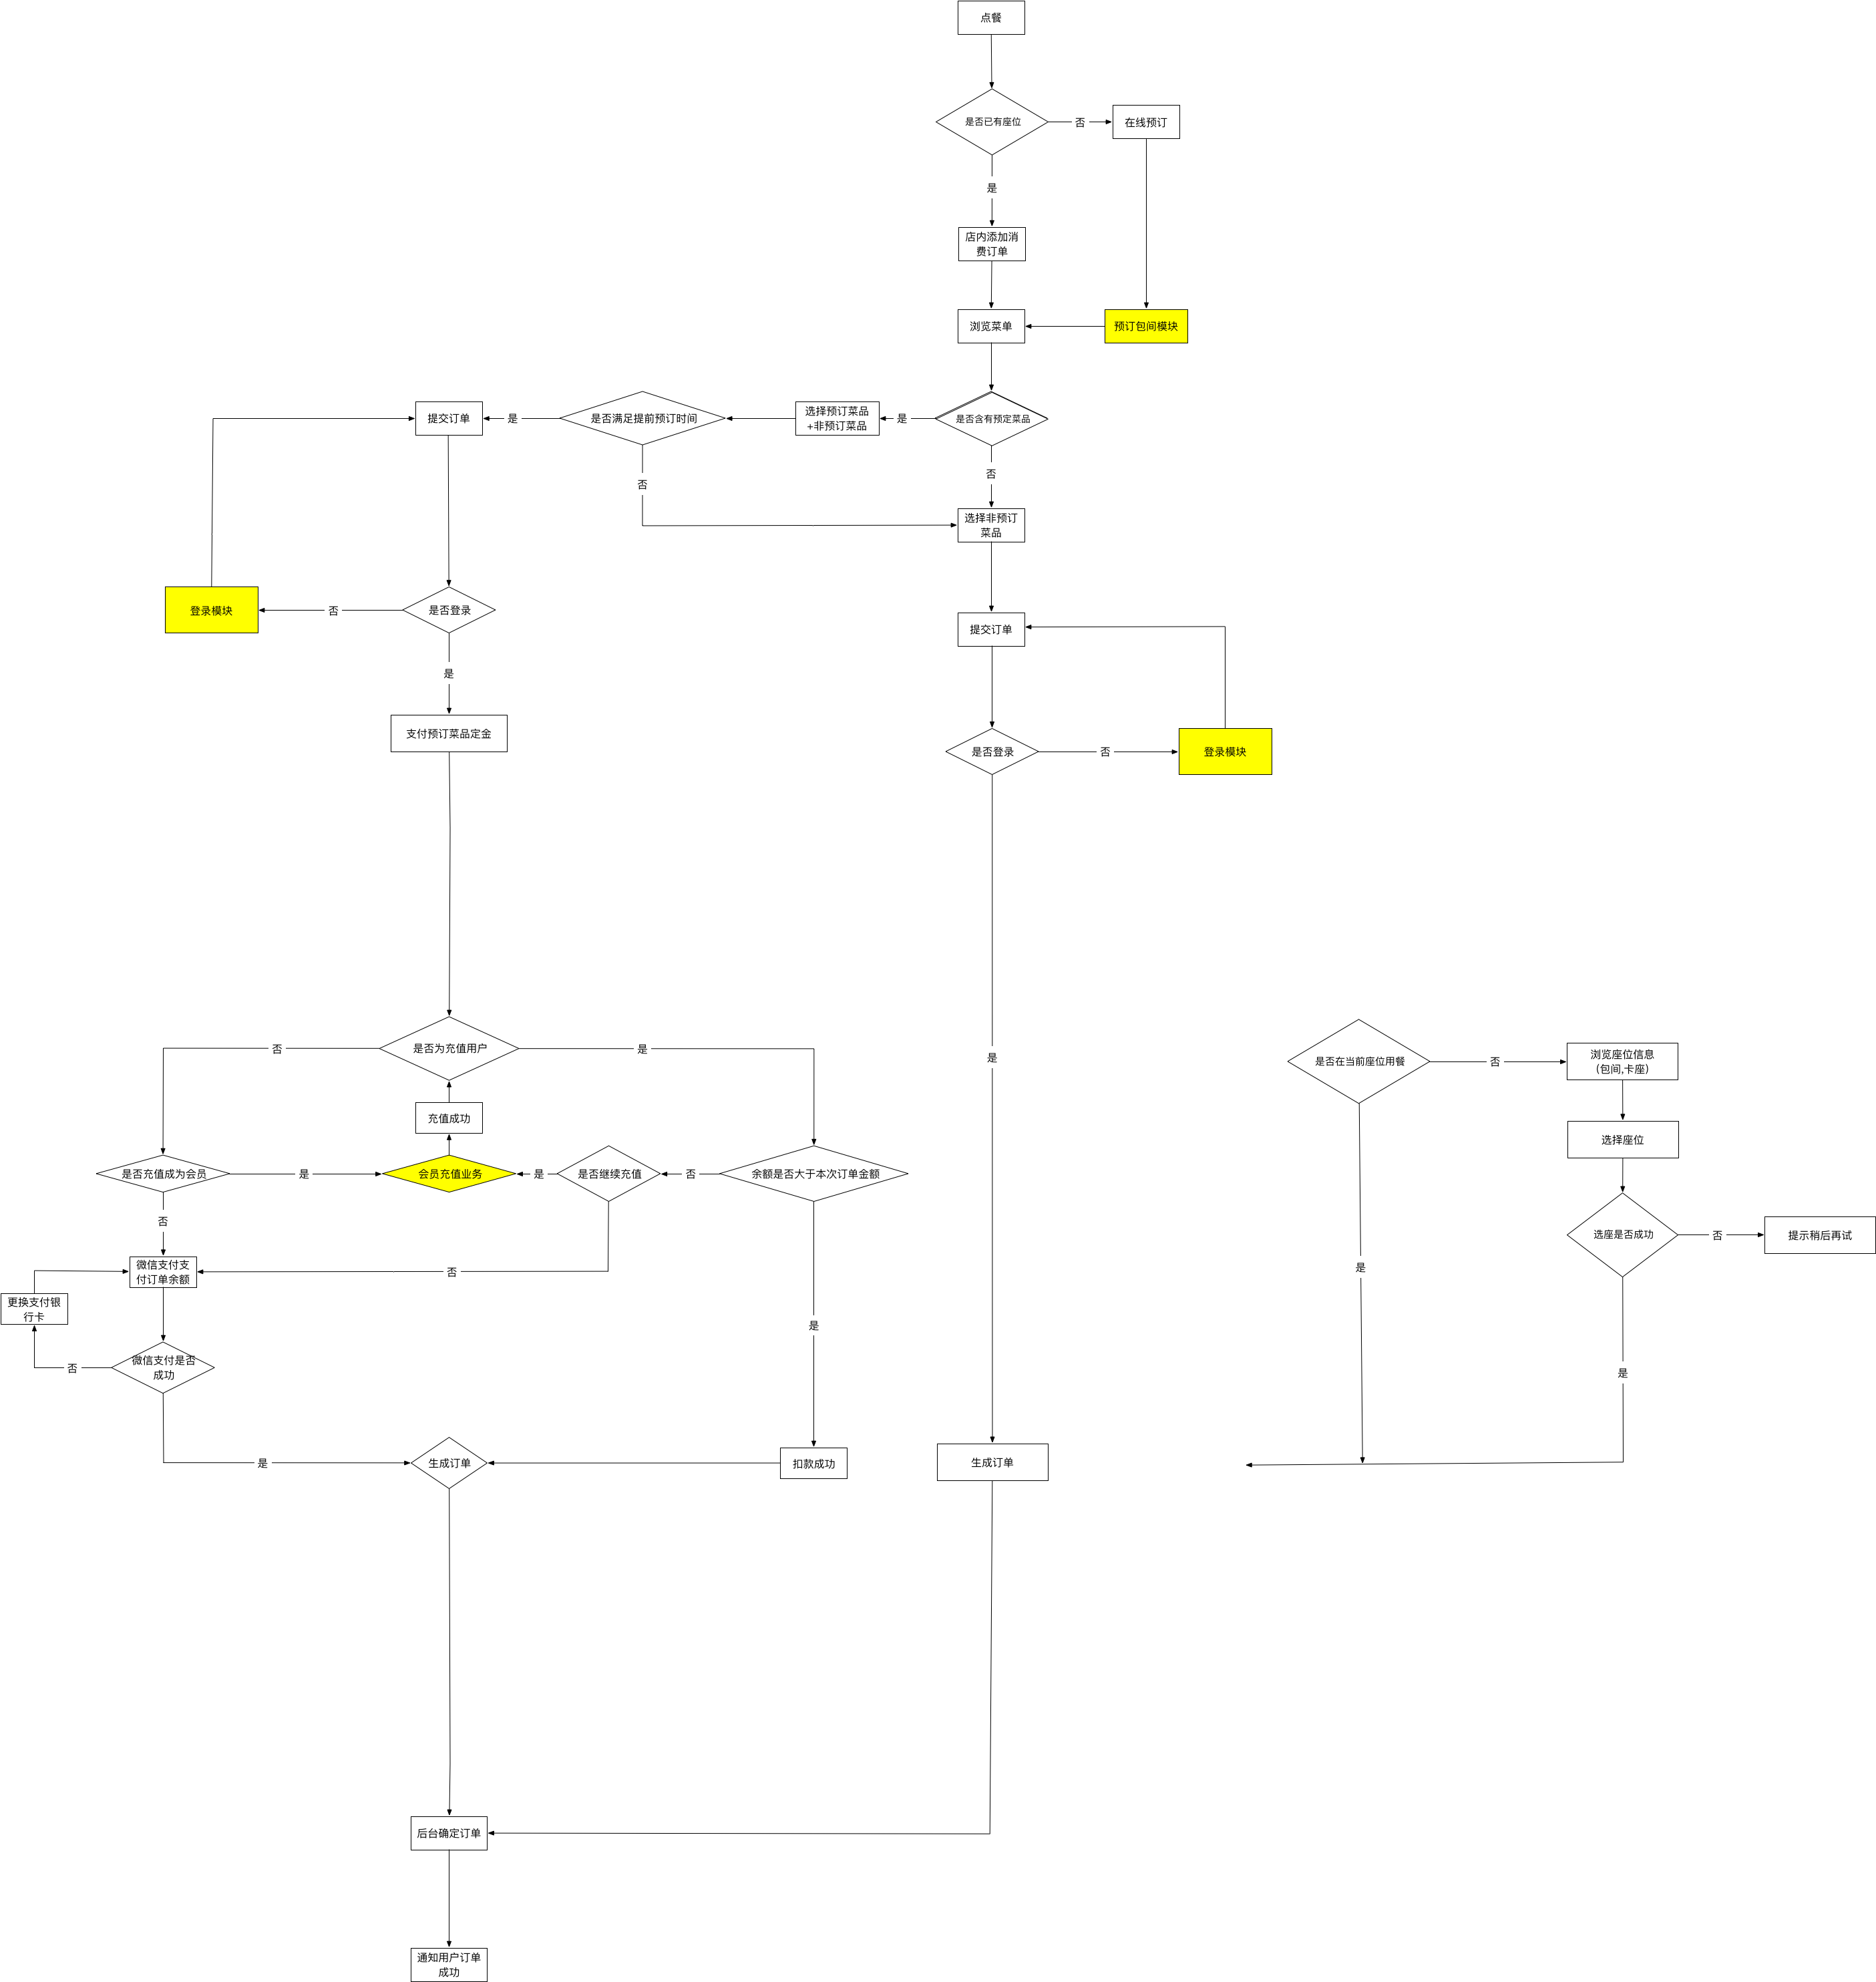 点餐
是否已有座位
否
在线预订
是
店内添加消
费订单
浏览菜单
预订包间模块
提交订单
是
是否满足提前预订时间
选择预订菜品
+非预订菜品
是
是否含有预定菜品
否
否
选择非预订
菜品
登录模块
否
是否登录
提交订单
是
支付预订菜品定金
是否登录
否
登录模块
否
是否为充值用户
是
是
是否在当前座位用餐
否
浏览座位信息
(包间,卡座)
充值成功
选择座位
是否充值成为会员
是
会员充值业务
是
是否继续充值
否
余额是否大于本次订单金额
否
选座是否成功
否
提示稍后再试
微信支付支
付订单余额
否
是
更换支付银
行卡
是
微信支付是否
成功
否
是
是
生成订单
扣款成功
生成订单
后台确定订单
通知用户订单
成功